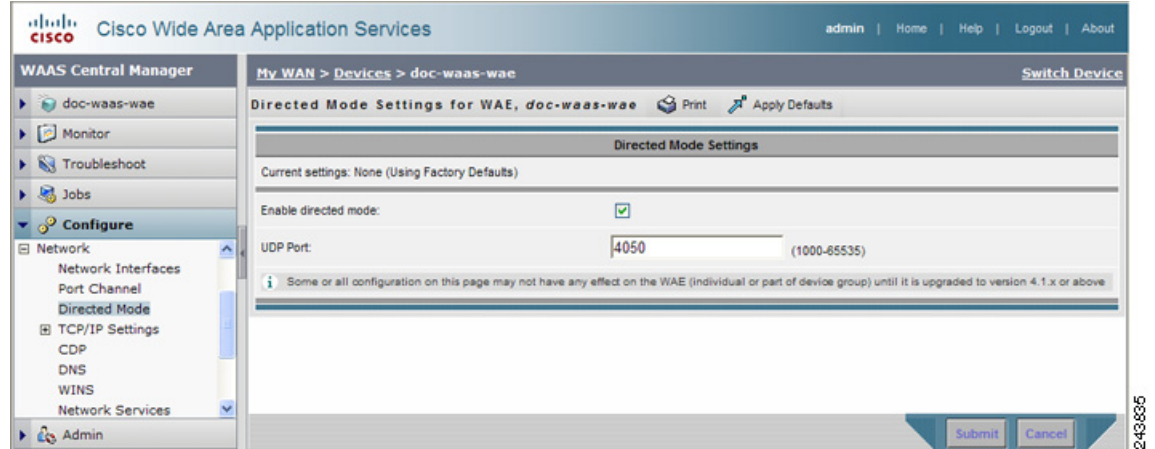 CISCO
Cisco Wide Area Application Services
admin | Home | Help | Logout | About
WAAS Central Manager
doc-waas-wae
Monitor
Troubleshoot
Jobs
Configure
Network
Network Interfaces
Port Channel
Directed Mode
TCP/IP Settings
CDP
DNS
WINS
Network Services
Admin
My WAN > Devices > doc-waas-wae
Switch Device
Directed Mode Settings for WAE, doc-waas-wae
Print
Apply Defaults
Directed Mode Settings
Current settings: None (Using Factory Defaults)
Enable directed mode:
UDP Port: 4050 (1000-65535)
Some or all configuration on this page may not have any effect on the WAE (individual or part of device group) until it is upgraded to version 4.1.x or above
Submit
Cancel
243835